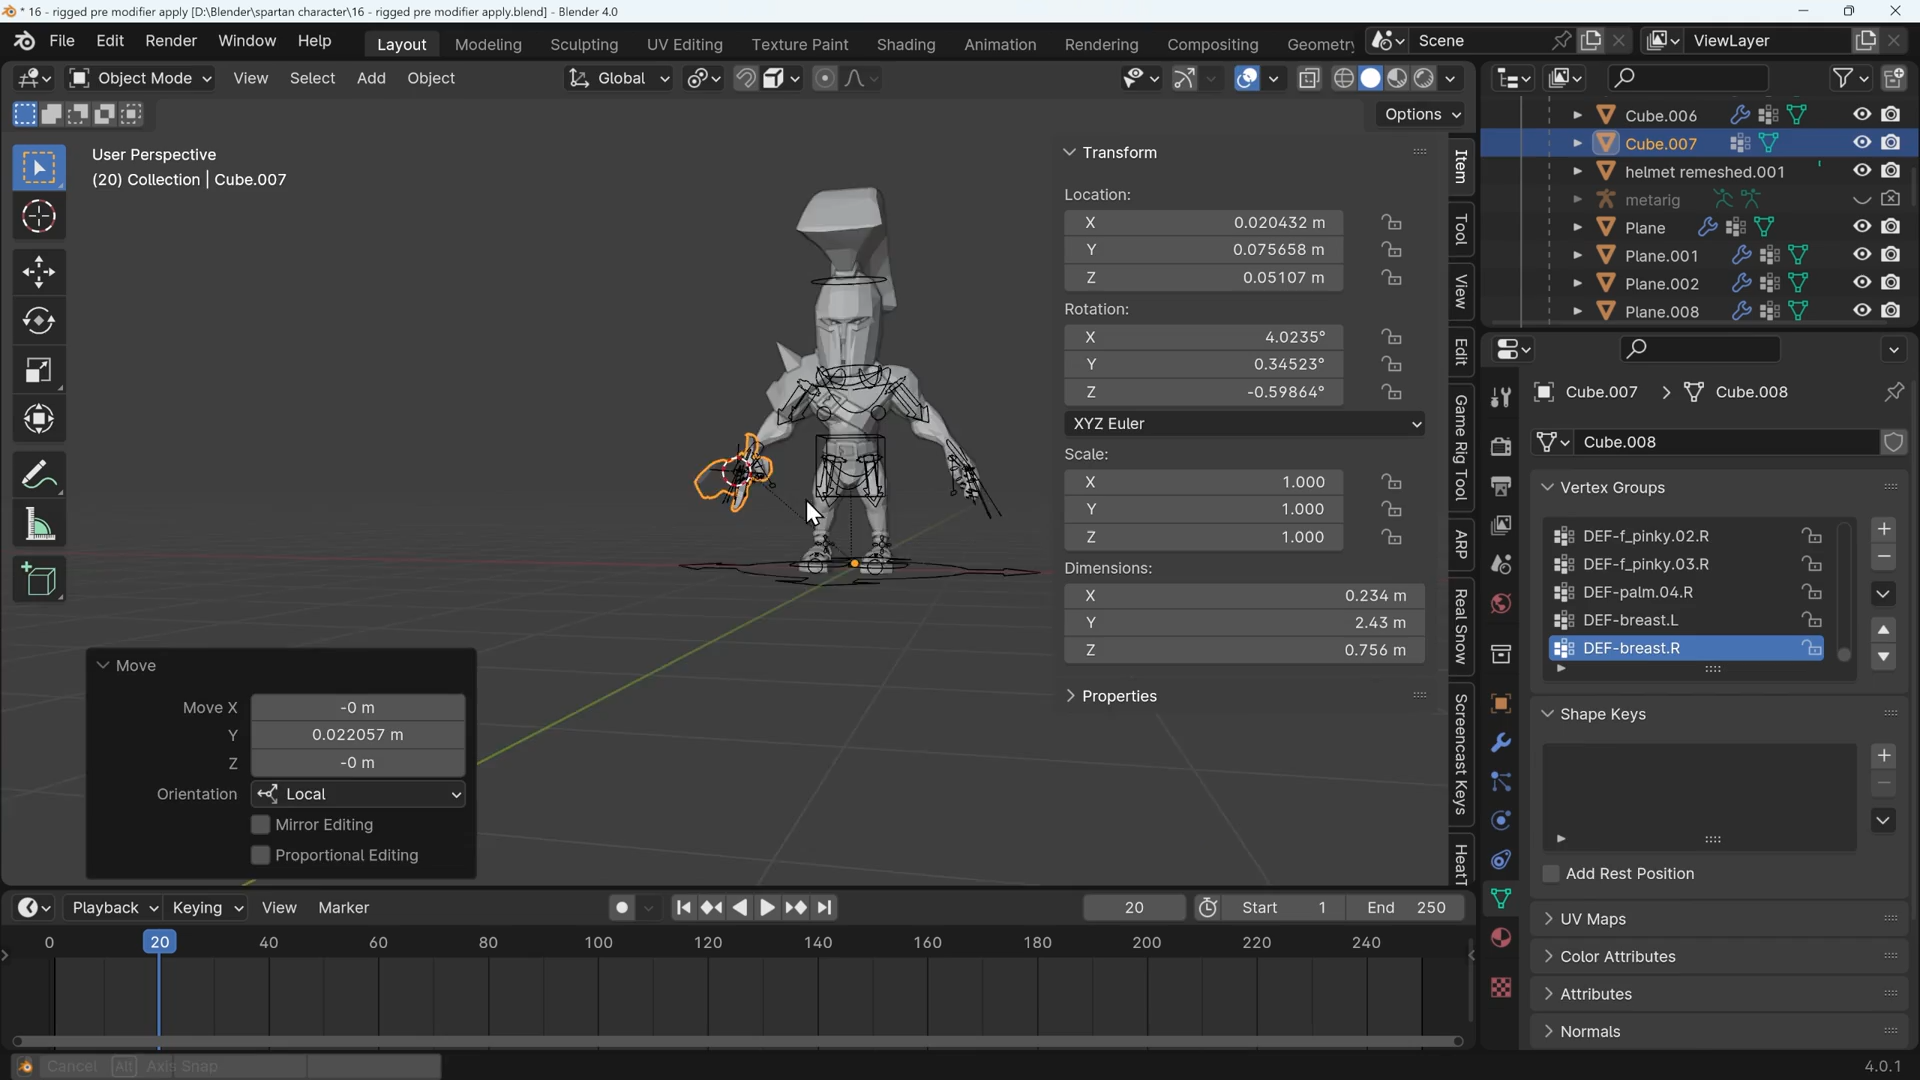 * 16 - rigged pre modifier apply [D:\Blender\spartan character\16 - rigged pre modifier apply.blend] - Blender 4.0
File Edit Render Window Help Layout Modeling Sculpting UV Editing Texture Paint Shading Animation Rendering Compositing Geometry Scene ViewLayer
Object Mode View Select Add Object Global
Options
User Perspective
(20) Collection | Cube.007
Transform
Location:
X 0.020432 m
Y 0.075658 m
Z 0.05107 m
Rotation:
X 4.0235°
Y 0.34523°
Z -0.59864°
XYZ Euler
Scale:
X 1.000
Y 1.000
Z 1.000
Dimensions:
X 0.234 m
Y 2.43 m
Z 0.756 m
Properties
Item
Tool
View
Edit
Game Rig Tool
ARP
Real Snow
Screencast Keys
HeatT
Cube.006
Cube.007
helmet remeshed.001
metarig
Plane
Plane.001
Plane.002
Plane.008
Cube.007 > Cube.008
Cube.008
Vertex Groups
DEF-f_pinky.02.R
DEF-f_pinky.03.R
DEF-palm.04.R
DEF-breast.L
DEF-breast.R
Shape Keys
Add Rest Position
UV Maps
Color Attributes
Attributes
Normals
Move
Move X -0 m
Y 0.022057 m
Z -0 m
Orientation Local
Mirror Editing
Proportional Editing
Playback Keying View Marker 20 Start 1 End 250
0 20 40 60 80 100 120 140 160 180 200 220 240
Cancel Alt Axis Snap 4.0.1